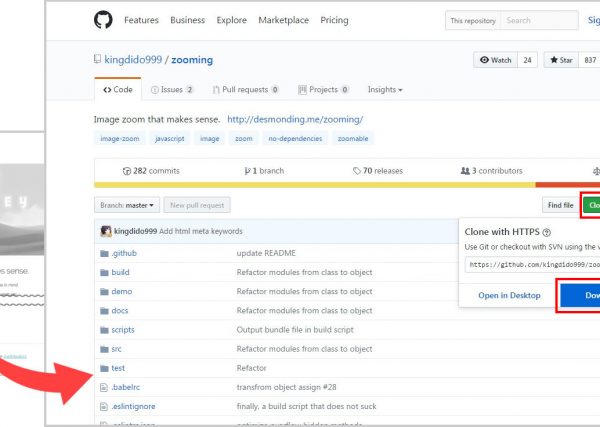 Features Business Explore Marketplace Pricing This repository Search
kingdido999 / zooming Watch 24 Star 837
Code Issues 2 Pull requests 0 Projects 0 Insights
Image zoom that makes sense. http://desmonding.me/zooming/
image-zoom javascript image zoom no-dependencies zoomable
282 commits 1 branch 70 releases 3 contributors
Branch: master New pull request Find file Clo
kingdido999 Add html meta keywords
Clone with HTTPS
Use Git or checkout with SVN using the
https://github.com/kingdido999/zoo
Open in Desktop Dow
.github update README
build Refactor modules from class to object
demo Refactor modules from class to object
docs Refactor modules from class to object
scripts Output bundle file in build script
src Refactor modules from class to object
test Refactor
.babelrc transfrom object assign #28
.eslintignore finally, a build script that does not suck
E Y
es sense.